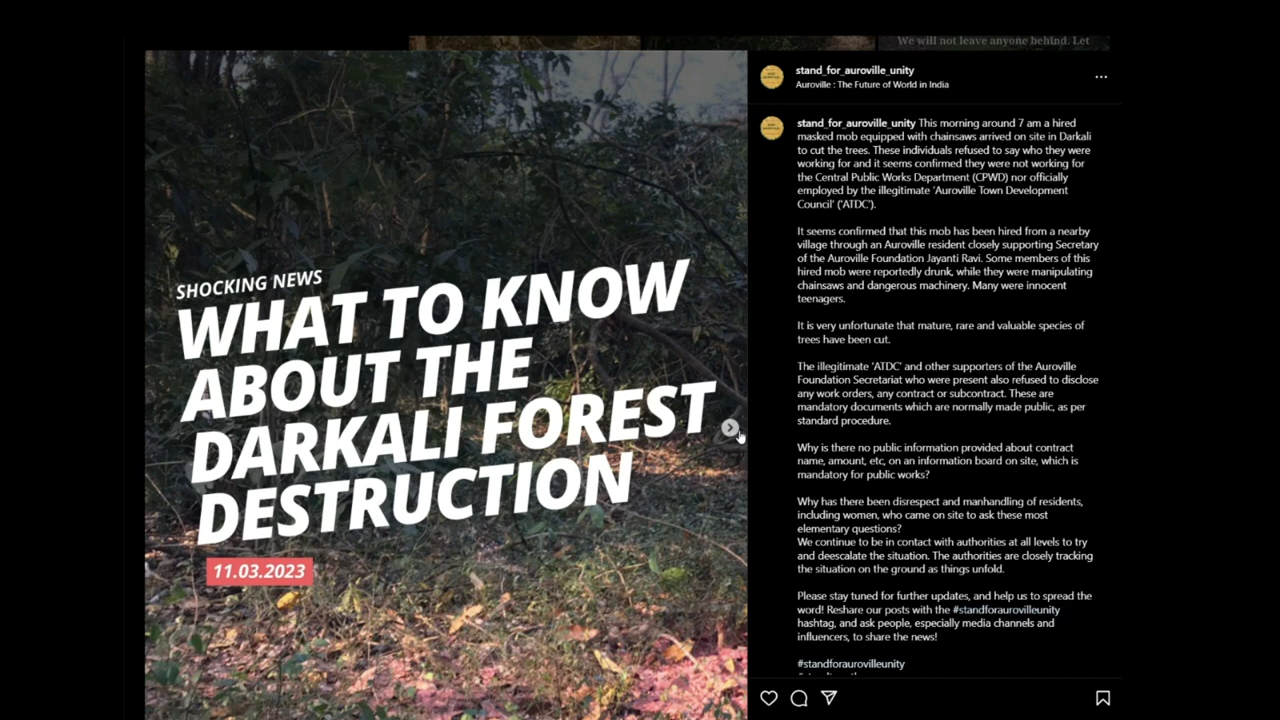 We will not leave anyone behind. Let
SHOCKING NEWS
WHAT TO KNOW
ABOUT THE
DARKALI FOREST
DESTRUCTION
11.03.2023
stand_for_auroville_unity
Auroville : The Future of World in India
stand_for_auroville_unity This morning around 7 am a hired
masked mob equipped with chainsaws arrived on site in Darkali
to cut the trees. These individuals refused to say who they were
working for and it seems confirmed they were not working for
the Central Public Works Department (CPWD) nor officially
employed by the illegitimate ‘Auroville Town Development
Council’ (‘ATDC’).
It seems confirmed that this mob has been hired from a nearby
village through an Auroville resident closely supporting Secretary
of the Auroville Foundation Jayanti Ravi. Some members of this
hired mob were reportedly drunk, while they were manipulating
chainsaws and dangerous machinery. Many were innocent
teenagers.
It is very unfortunate that mature, rare and valuable species of
trees have been cut.
The illegitimate ‘ATDC’ and other supporters of the Auroville
Foundation Secretariat who were present also refused to disclose
any work orders, any contract or subcontract. These are
mandatory documents which are normally made public, as per
standard procedure.
Why is there no public information provided about contract
name, amount, etc, on an information board on site, which is
mandatory for public works?
Why has there been disrespect and manhandling of residents,
including women, who came on site to ask these most
elementary questions?
We continue to be in contact with authorities at all levels to try
and deescalate the situation. The authorities are closely tracking
the situation on the ground as things unfold.
Please stay tuned for further updates, and help us to spread the
word! Reshare our posts with the #standforaurovilleunity
hashtag, and ask people, especially media channels and
influencers, to share the news!
#standforaurovilleunity